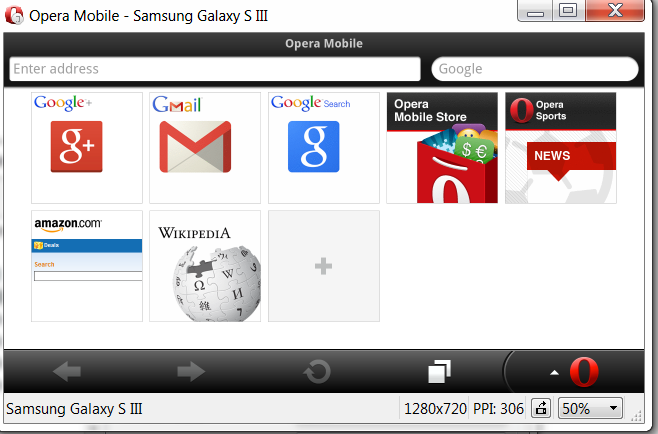 Opera Mobile - Samsung Galaxy S III
Opera Mobile
Enter address
Google
Google+
g+
Gmail
Google Search
g
Opera
Mobile Store
$ €
Opera
Sports
NEWS
amazon.com
Deals
Search
WIKIPEDIA
Ω W
維 И
Samsung Galaxy S III
1280x720
PPI: 306
50%